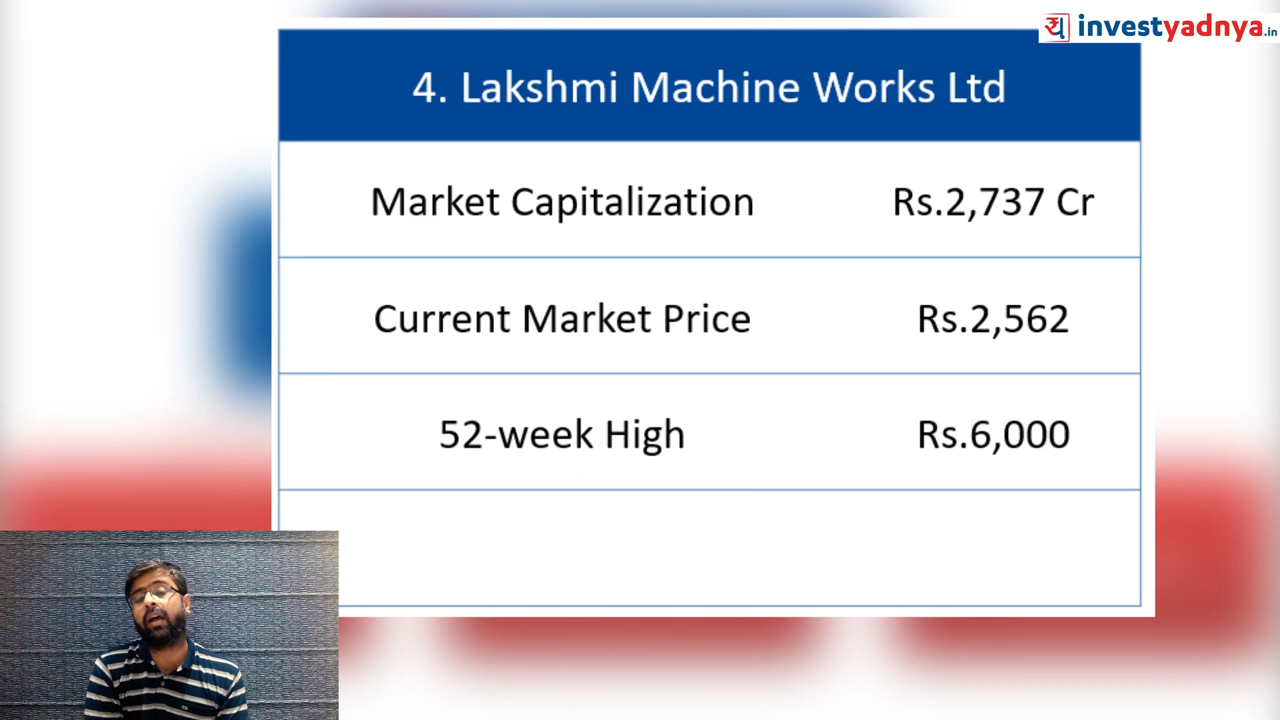 investyadnya.in
4. Lakshmi Machine Works Ltd
Market Capitalization Rs.2,737 Cr
Current Market Price Rs.2,562
52-week High Rs.6,000